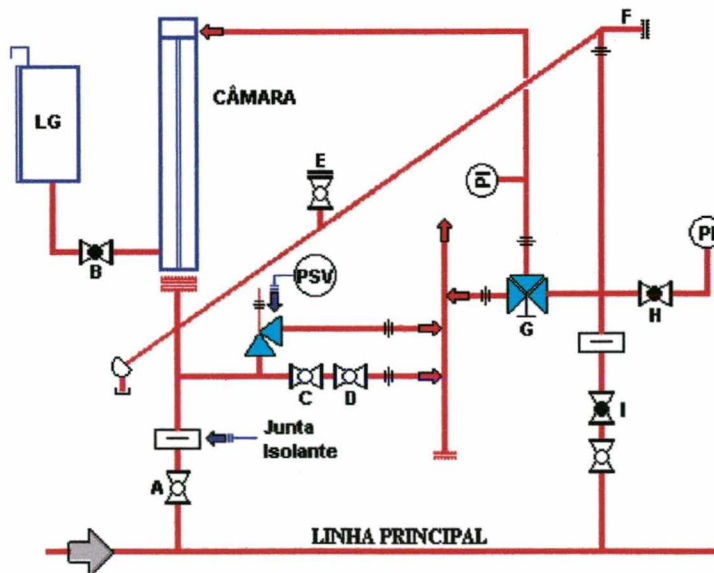 F
LG
CÂMARA
E
PI
PI
B
PSV
G
H
C
D
I
Junta
Isolante
A
LINHA PRINCIPAL